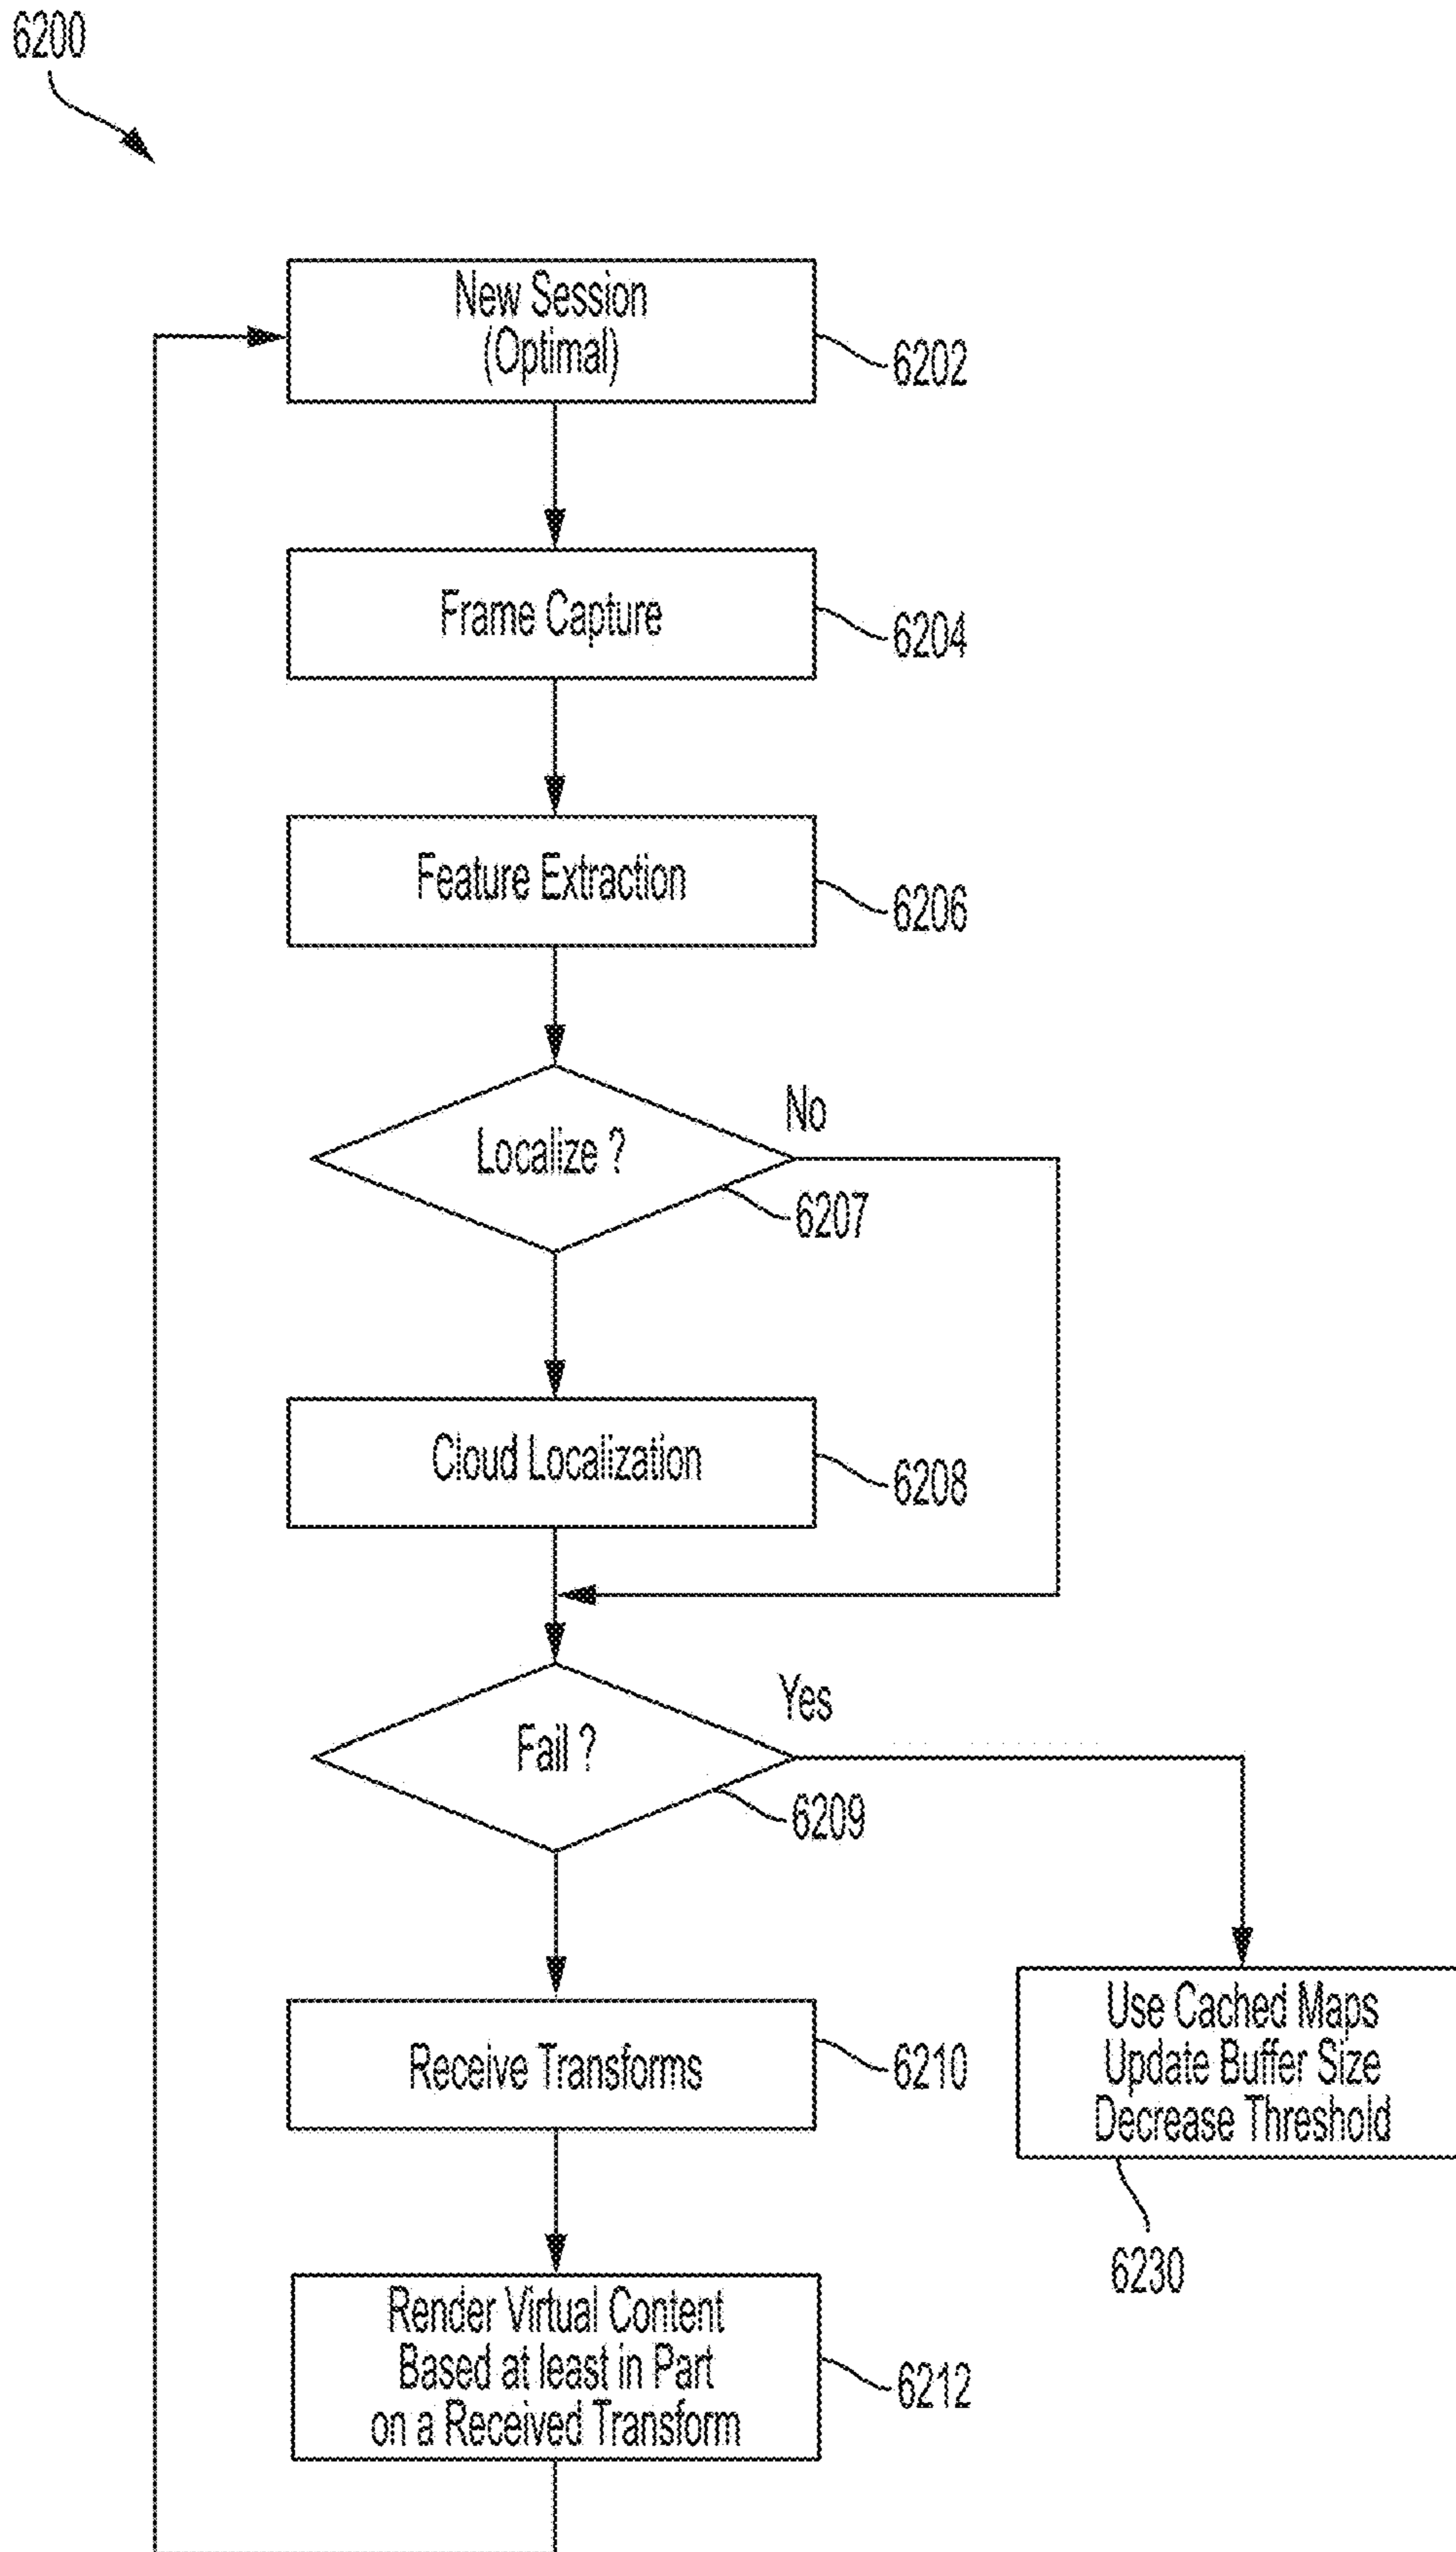 6200
New Session
(Optimal)
6202
Frame Capture
6204
Feature Extraction
6206
No
Localize ?
6207
Cloud Localization
6208
Yes
Fail ?
6209
Receive Transforms
6210
Use Cached Maps
Update Buffer Size
Decrease Threshold
6230
Render Virtual Content
Based at least in Part
on a Received Transform
6212